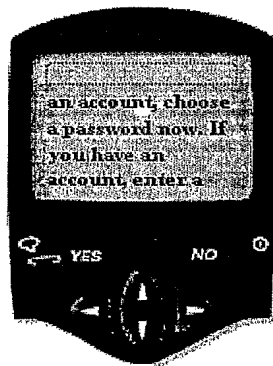 an account, choose
a password now. If
you have an
account, enter a
YES NO